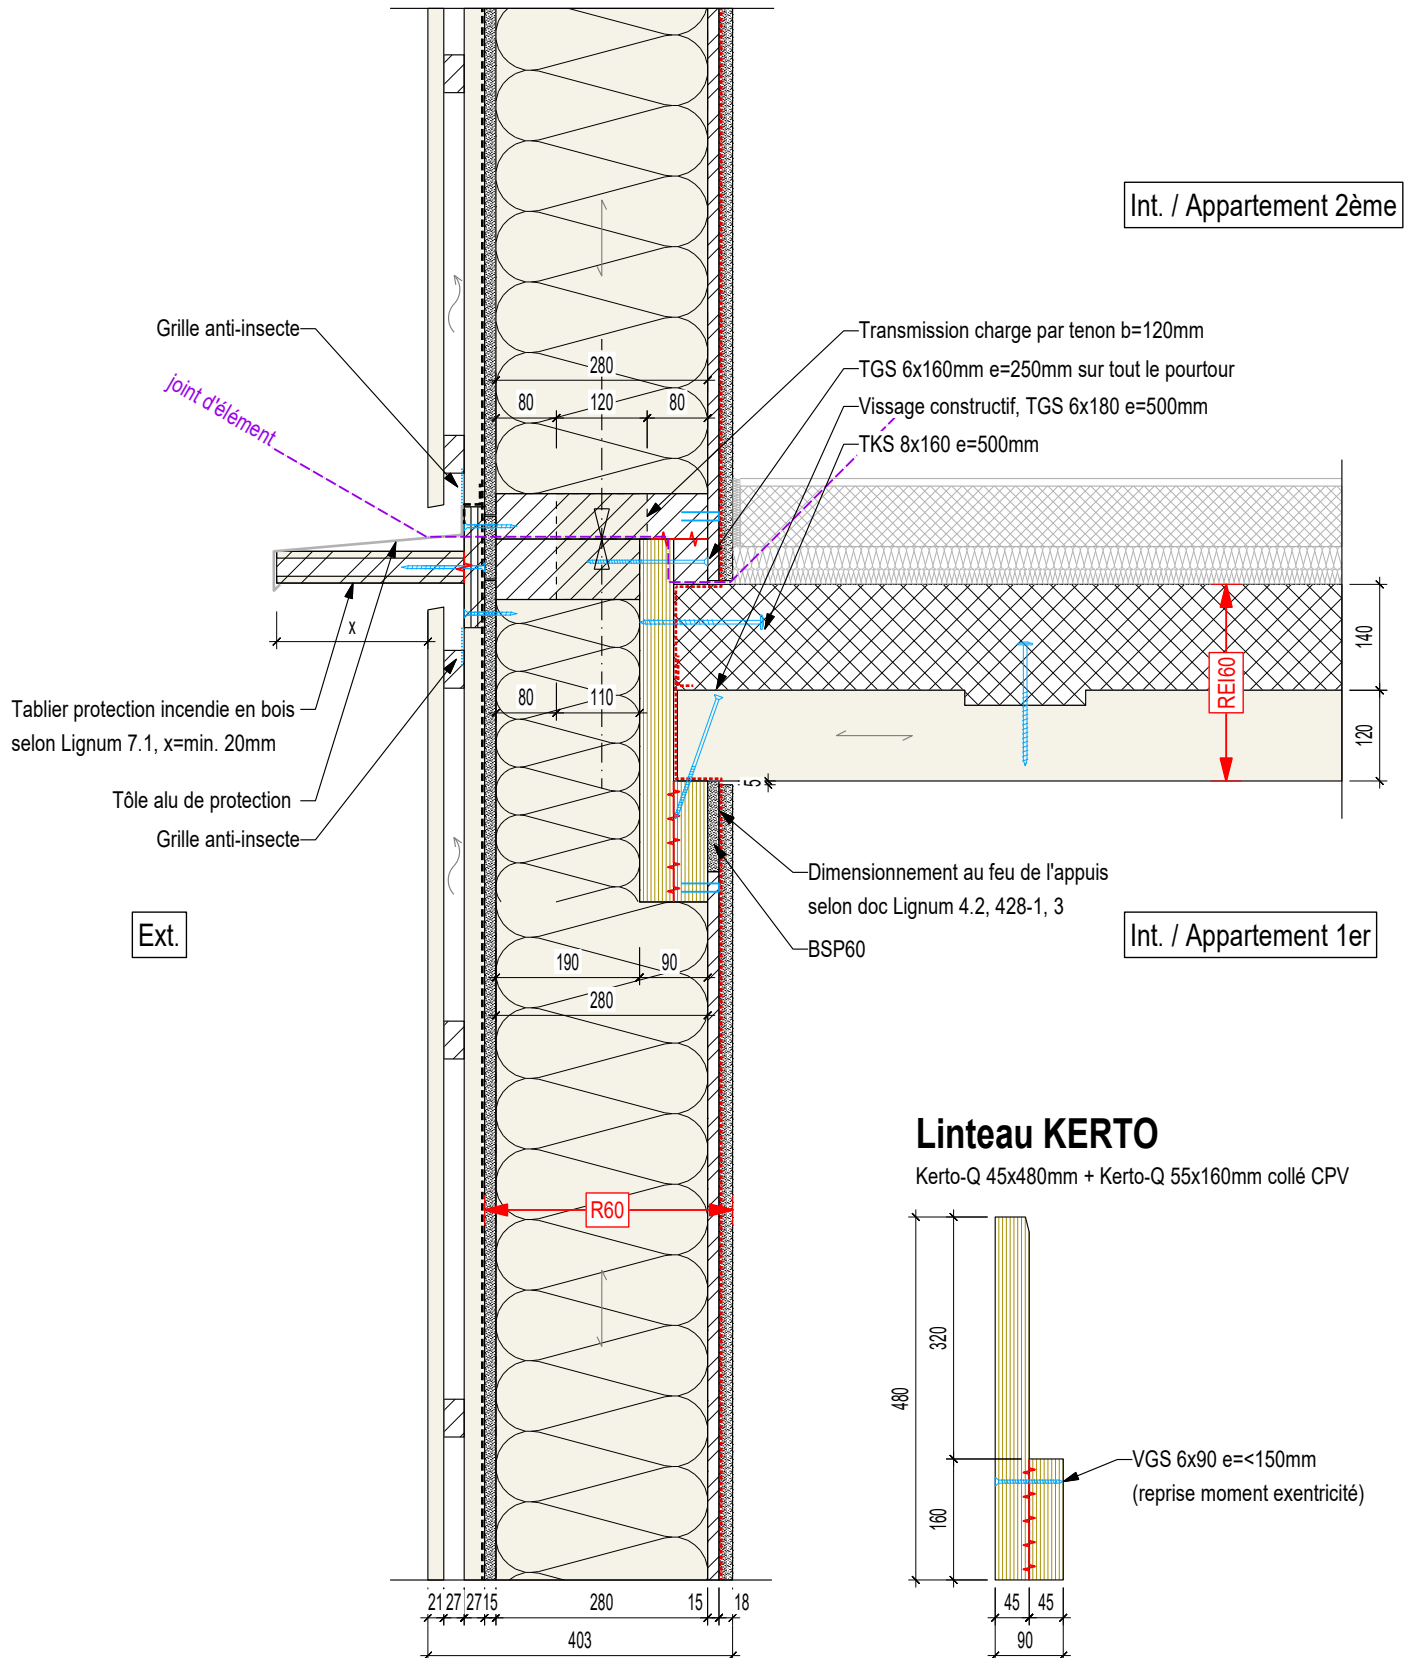 Int. / Appartement 2ème
Grille anti-insecte
joint d'élément
Transmission charge par tenon b=120mm
TGS 6x160mm e=250mm sur tout le pourtour
Vissage constructif, TGS 6x180 e=500mm
TKS 8x160 e=500mm
280
80
120
80
x
80
110
140
REI60
120
5
Tablier protection incendie en bois
selon Lignum 7.1, x=min. 20mm
Tôle alu de protection
Grille anti-insecte
Dimensionnement au feu de l'appuis
selon doc Lignum 4.2, 428-1, 3
BSP60
Ext.
Int. / Appartement 1er
190
90
280
R60
Linteau KERTO
Kerto-Q 45x480mm + Kerto-Q 55x160mm collé CPV
480
320
160
VGS 6x90 e=<150mm
(reprise moment exentricité)
45
45
90
21
27
27
15
280
15
18
403